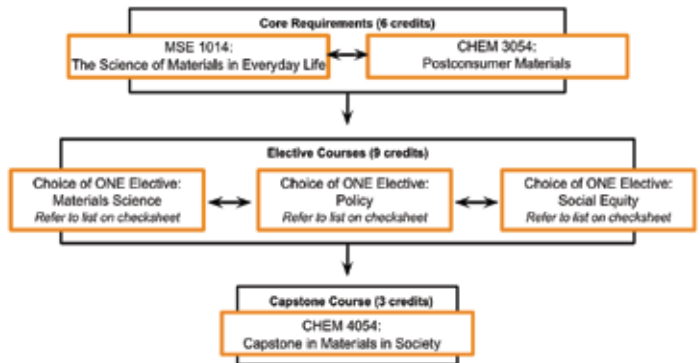 Core Requirements (6 credits)
MSE 1014:
The Science of Materials in Everyday Life
CHEM 3054:
Postconsumer Materials
Elective Courses (9 credits)
Choice of ONE Elective:
Materials Science
Refer to list on checksheet
Choice of ONE Elective:
Policy
Refer to list on checksheet
Choice of ONE Elective:
Social Equity
Refer to list on checksheet
Capstone Course (3 credits)
CHEM 4054:
Capstone in Materials in Society